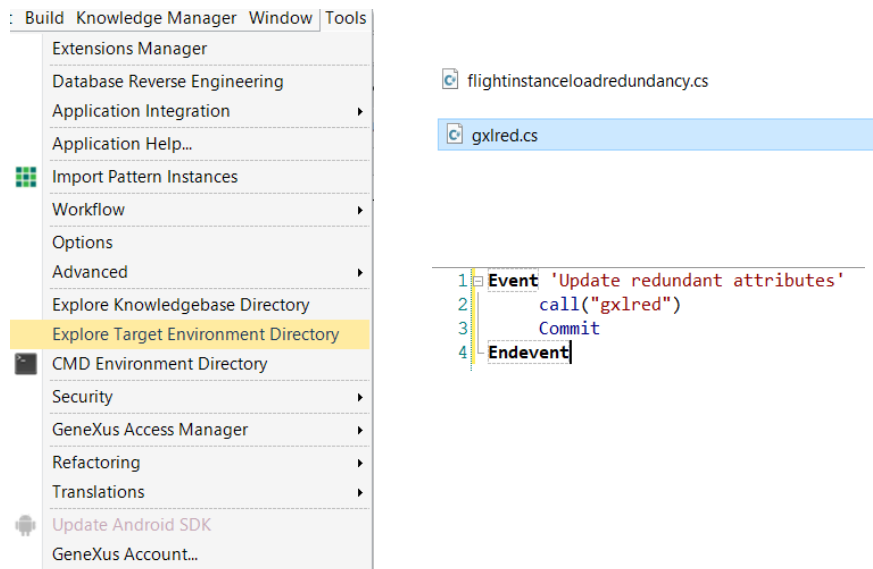 : Build Knowledge Manager Window Tools
Extensions Manager
Database Reverse Engineering
Application Integration
Application Help...
Import Pattern Instances
Workflow
Options
Advanced
Explore Knowledgebase Directory
Explore Target Environment Directory
CMD Environment Directory
Security
GeneXus Access Manager
Refactoring
Translations
Update Android SDK
GeneXus Account...
flightinstanceloadredundancy.cs
gxlred.cs
1 Event 'Update redundant attributes'
2 call("gxlred")
3 Commit
4 Endevent